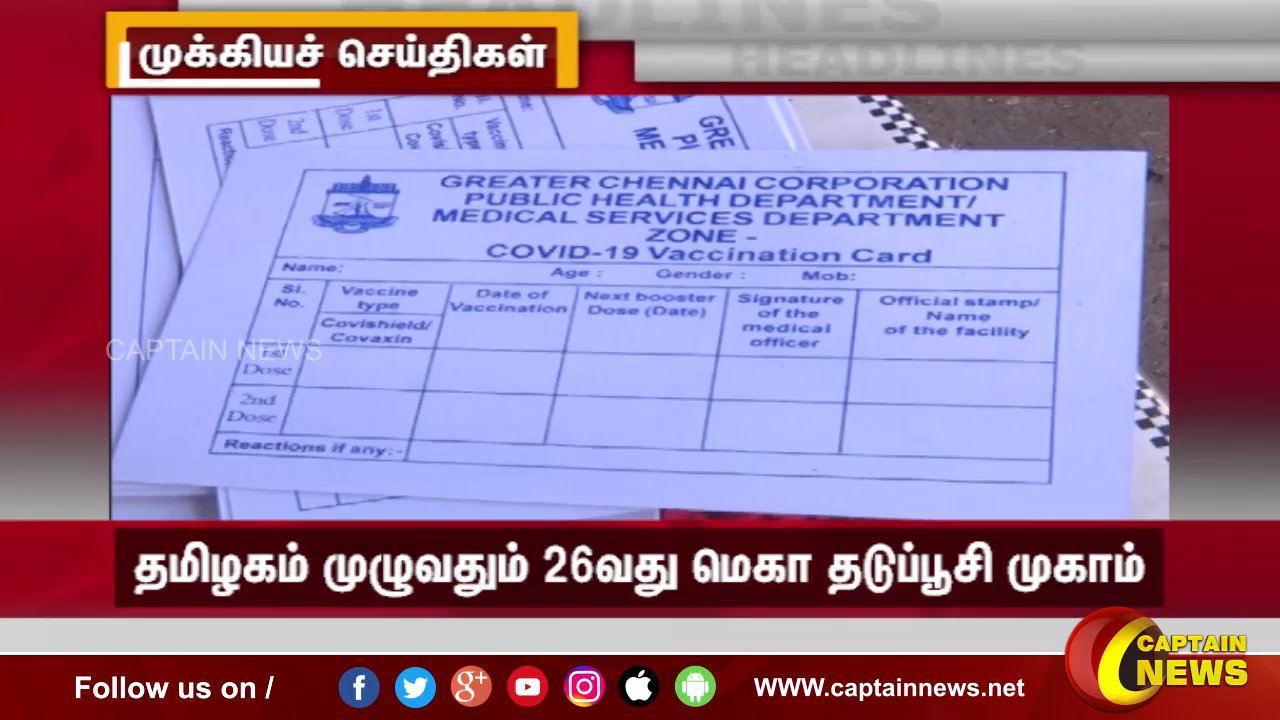 HEADLINES
HEADLINES
முக்கியச் செய்திகள்
GREATER CHENNAI CORPORATION
PUBLIC HEALTH DEPARTMENT/
MEDICAL SERVICES DEPARTMENT
ZONE -
COVID-19 Vaccination Card
Name: Age : Gender : Mob:
Sl. No. Vaccine type Date of Vaccination Next booster Dose (Date) Signature of the medical officer Official stamp/ Name of the facility
Covishield/ Covaxin
1st Dose
2nd Dose
Reactions if any:-
CAPTAIN NEWS
தமிழகம் முழுவதும் 26வது மெகா தடுப்பூசி முகாம்
Follow us on /
WWW.captainnews.net
CAPTAIN
NEWS